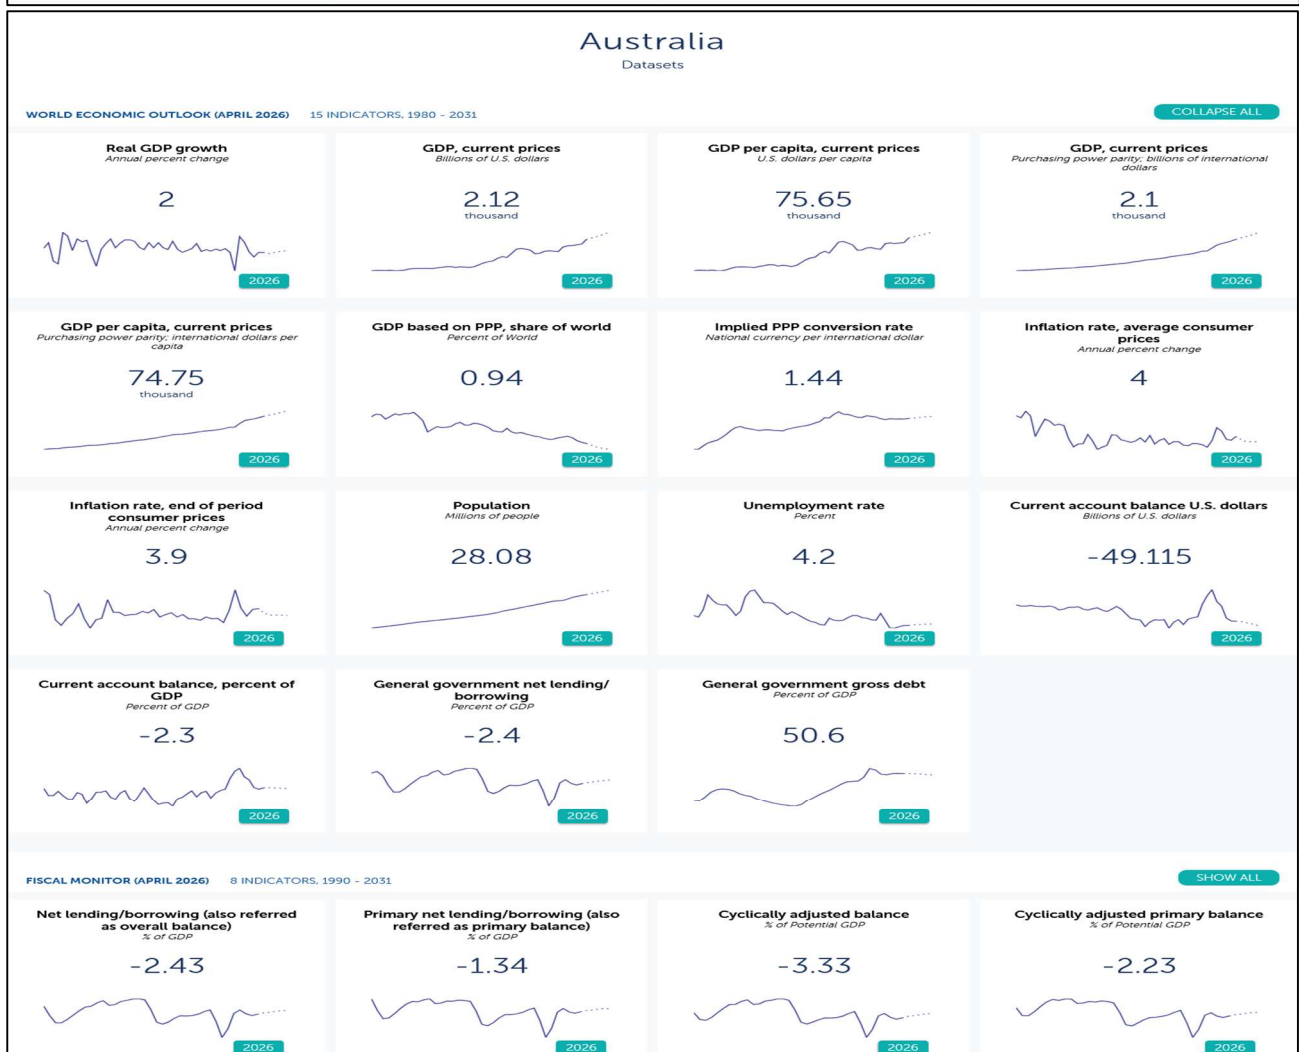 Australia
Datasets
WORLD ECONOMIC OUTLOOK (APRIL 2026) 15 INDICATORS, 1980 - 2031 COLLAPSE ALL
Real GDP growth
Annual percent change
2
2026
GDP, current prices
Billions of U.S. dollars
2.12
thousand
2026
GDP per capita, current prices
U.S. dollars per capita
75.65
thousand
2026
GDP, current prices
Purchasing power parity; billions of international
dollars
2.1
thousand
2026
GDP per capita, current prices
Purchasing power parity; international dollars per
capita
74.75
thousand
2026
GDP based on PPP, share of world
Percent of World
0.94
2026
Implied PPP conversion rate
National currency per international dollar
1.44
2026
Inflation rate, average consumer
prices
Annual percent change
4
2026
Inflation rate, end of period
consumer prices
Annual percent change
3.9
2026
Population
Millions of people
28.08
2026
Unemployment rate
Percent
4.2
2026
Current account balance U.S. dollars
Billions of U.S. dollars
-49.115
2026
Current account balance, percent of
GDP
Percent of GDP
-2.3
2026
General government net lending/
borrowing
Percent of GDP
-2.4
2026
General government gross debt
Percent of GDP
50.6
2026
FISCAL MONITOR (APRIL 2026) 8 INDICATORS, 1990 - 2031 SHOW ALL
Net lending/borrowing (also referred
as overall balance)
% of GDP
-2.43
2026
Primary net lending/borrowing (also
referred as primary balance)
% of GDP
-1.34
2026
Cyclically adjusted balance
% of Potential GDP
-3.33
2026
Cyclically adjusted primary balance
% of Potential GDP
-2.23
2026